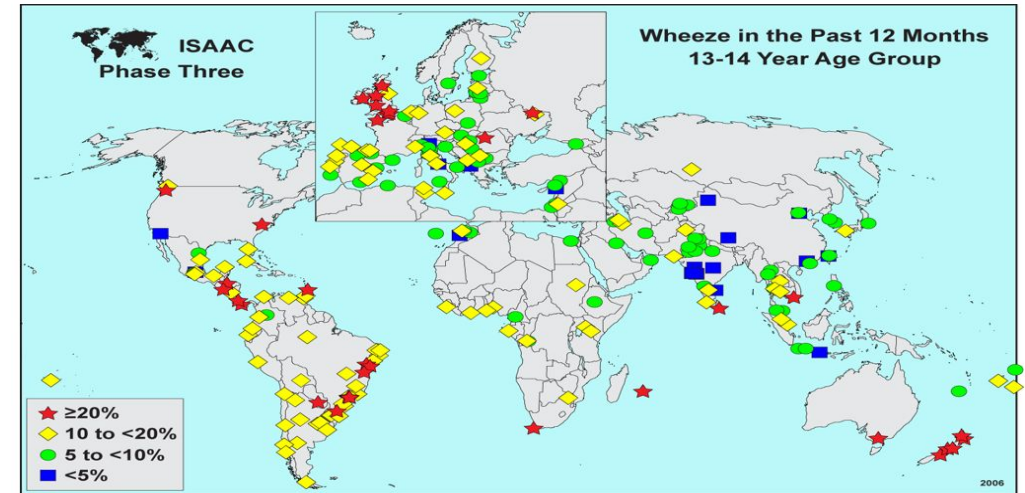 ISAAC
Phase Three
Wheeze in the Past 12 Months
13-14 Year Age Group
≥20%
10 to <20%
5 to <10%
<5%
2006